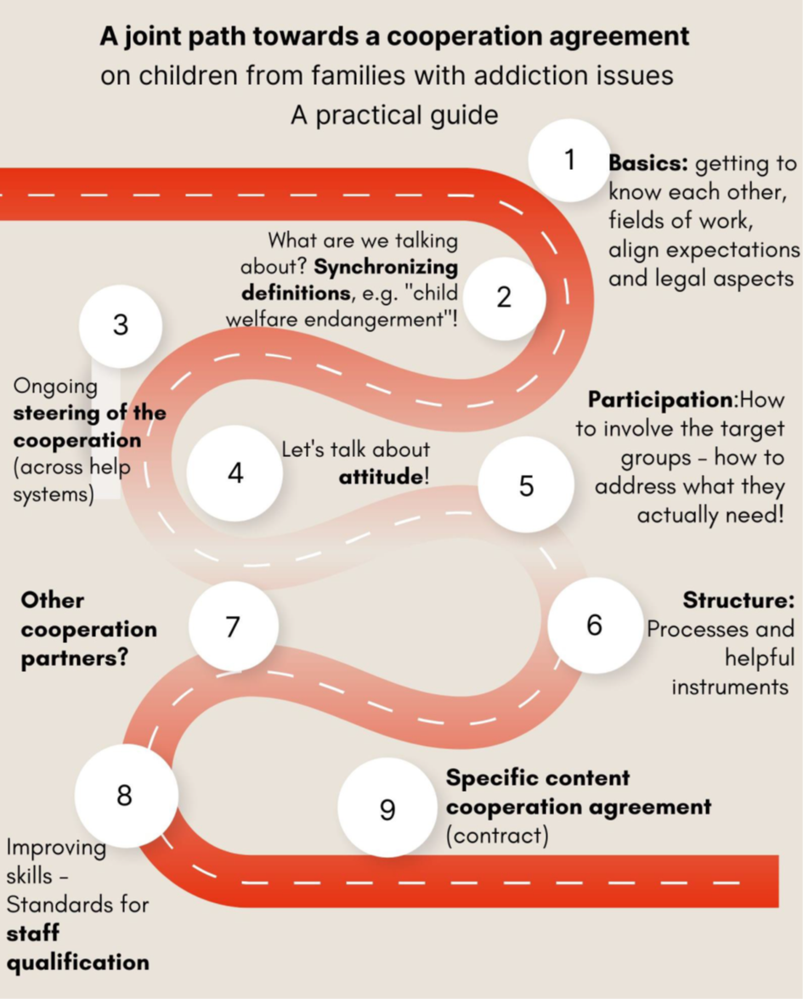 A joint path towards a cooperation agreement
on children from families with addiction issues
A practical guide
1
Basics: getting to
know each other,
fields of work,
align expectations
and legal aspects
What are we talking
about? Synchronizing
definitions, e.g. "child
welfare endangerment"!
2
3
Ongoing
steering of the
cooperation
(across help
systems)
4
Let's talk about
attitude!
5
Participation:How
to involve the target
groups - how to
address what they
actually need!
6
Structure:
Processes and
helpful
instruments
7
Other
cooperation
partners?
8
Improving
skills -
Standards for
staff
qualification
9
Specific content
cooperation agreement
(contract)